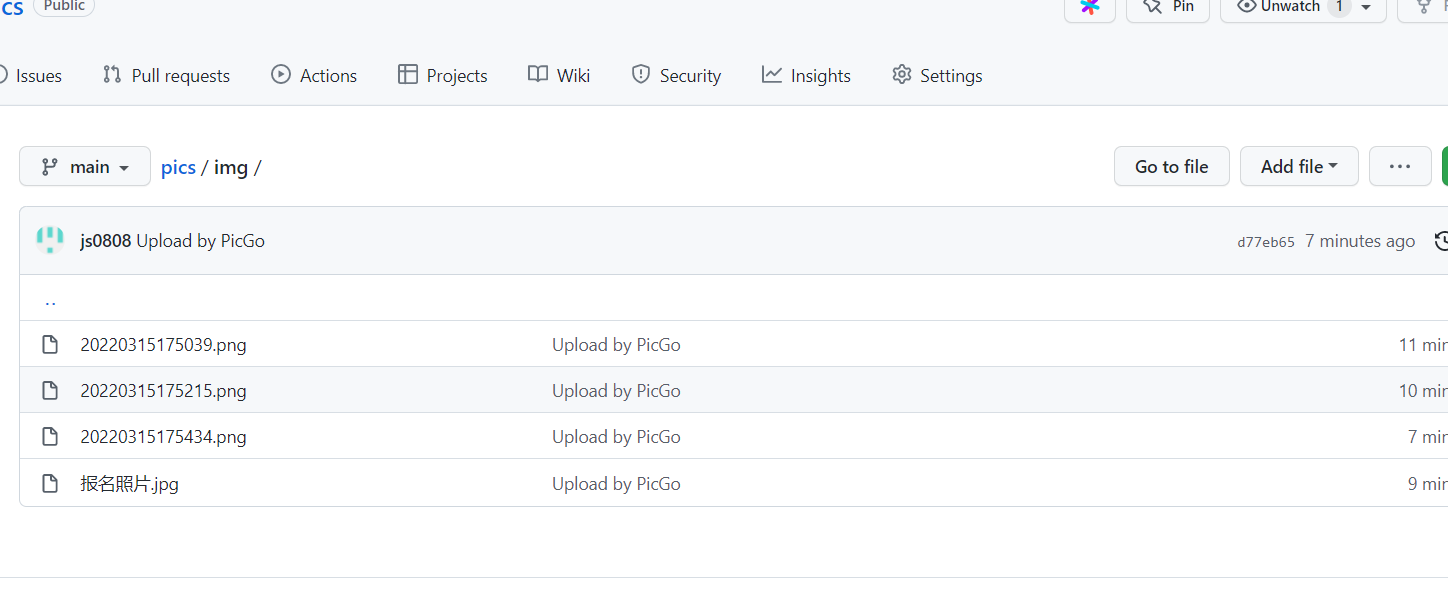 cs Public Pin Unwatch 1
Issues Pull requests Actions Projects Wiki Security Insights Settings
main pics / img / Go to file Add file ...
js0808 Upload by PicGo d77eb65 7 minutes ago
..
20220315175039.png Upload by PicGo 11 min
20220315175215.png Upload by PicGo 10 min
20220315175434.png Upload by PicGo 7 min
报名照片.jpg Upload by PicGo 9 min